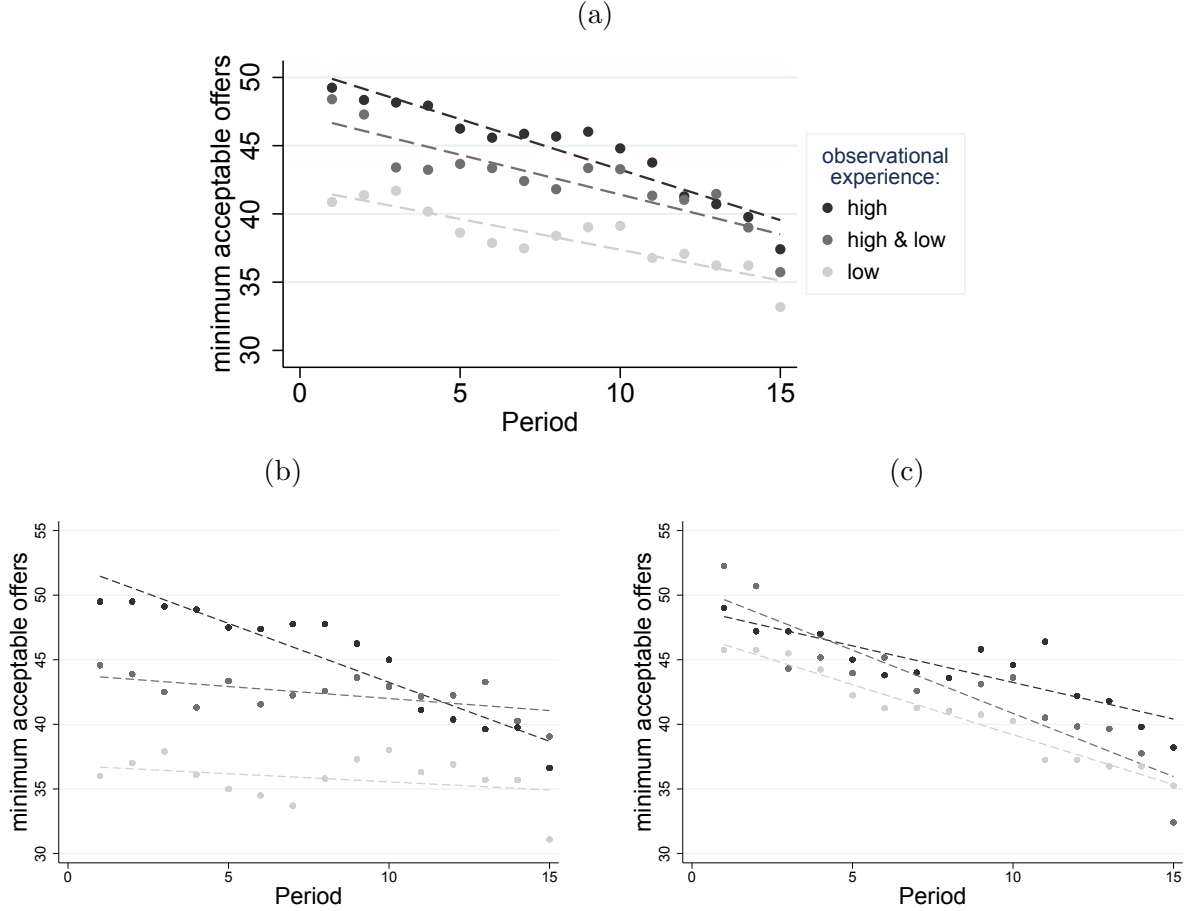 (a)
minimum acceptable offers
50
45
40
35
30
0 5 10 15
Period
observational
experience:
high
high & low
low
(b)
minimum acceptable offers
55
50
45
40
35
30
0 5 10 15
Period
(c)
minimum acceptable offers
55
50
45
40
35
30
0 5 10 15
Period